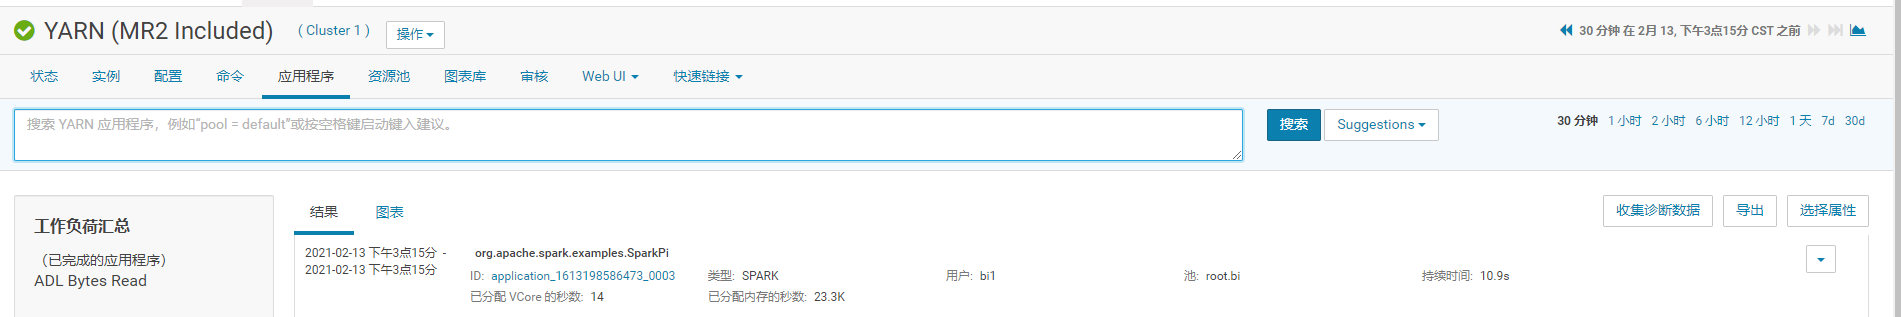 YARN (MR2 Included) ( Cluster 1 ) 操作 30 分钟 在 2月 13, 下午3点15分 CST 之前
状态 实例 配置 命令 应用程序 资源池 图表库 审核 Web UI 快速链接
搜索 YARN 应用程序，例如“pool = default”或按空格键启动键入建议。 搜索 Suggestions 30 分钟 1 小时 2 小时 6 小时 12 小时 1 天 7d 30d
工作负荷汇总
（已完成的应用程序）
ADL Bytes Read
结果 图表 收集诊断数据 导出 选择属性
2021-02-13 下午3点15分 -
2021-02-13 下午3点15分
org.apache.spark.examples.SparkPi
ID: application_1613198586473_0003 类型: SPARK 用户: bi1 池: root.bi 持续时间: 10.9s
已分配 VCore 的秒数: 14 已分配内存的秒数: 23.3K